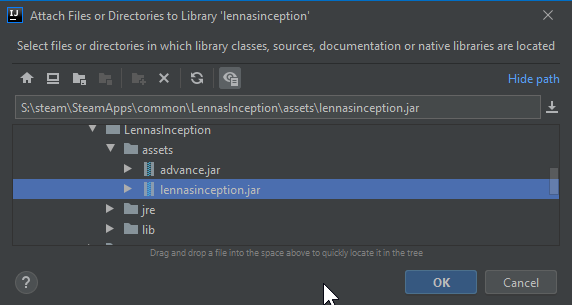 IJ
Attach Files or Directories to Library 'lennasinception'
Select files or directories in which library classes, sources, documentation or native libraries are located
Hide path
S:\steam\SteamApps\common\LennasInception\assets\lennasinception.jar
LennasInception
assets
advance.jar
lennasinception.jar
jre
lib
Drag and drop a file into the space above to quickly locate it in the tree
?
OK
Cancel